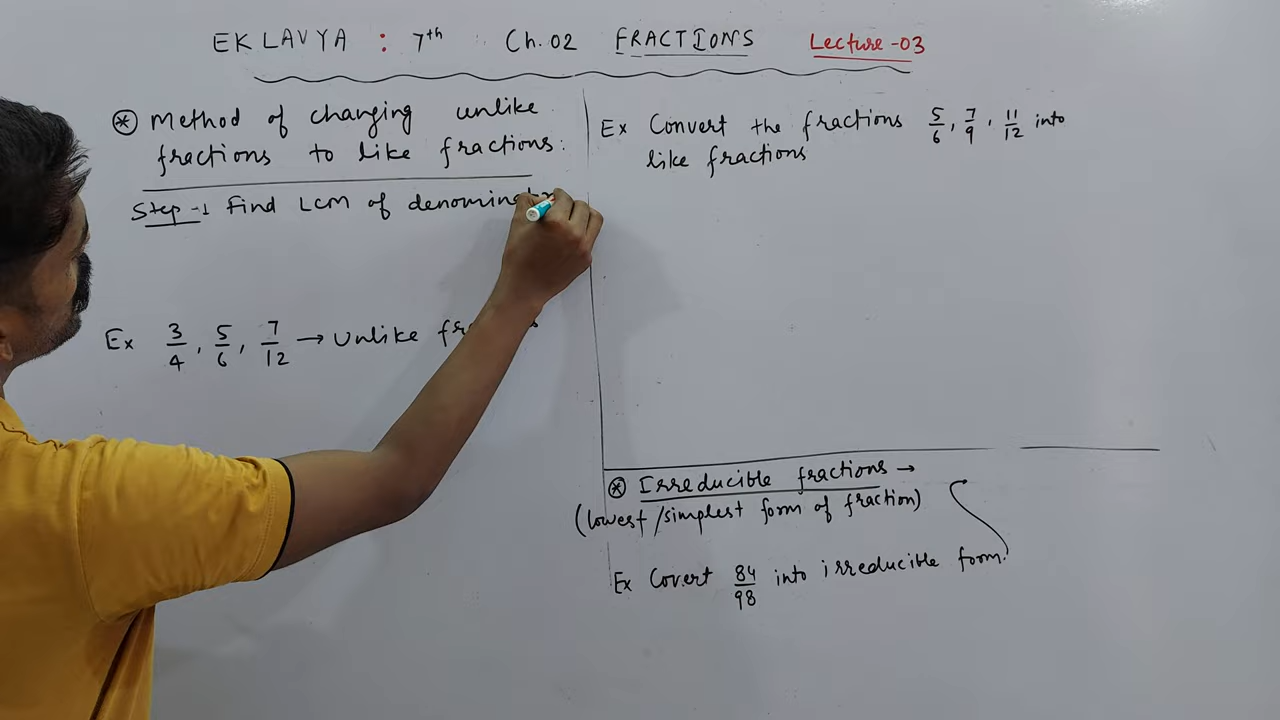 EKLAVYA : 7th Ch. 02 FRACTIONS Lecture -03
* Method of changing unlike
fractions to like fractions:
Step -1 Find LCM of
Ex 3/4, 5/6, 7/12 → Unlike
Ex Convert the fractions 5/6, 7/9, 11/12 into
like fractions
* Irreducible fractions →
(lowest/simplest form of fraction)
Ex Covert 84/98 into irreducible form.